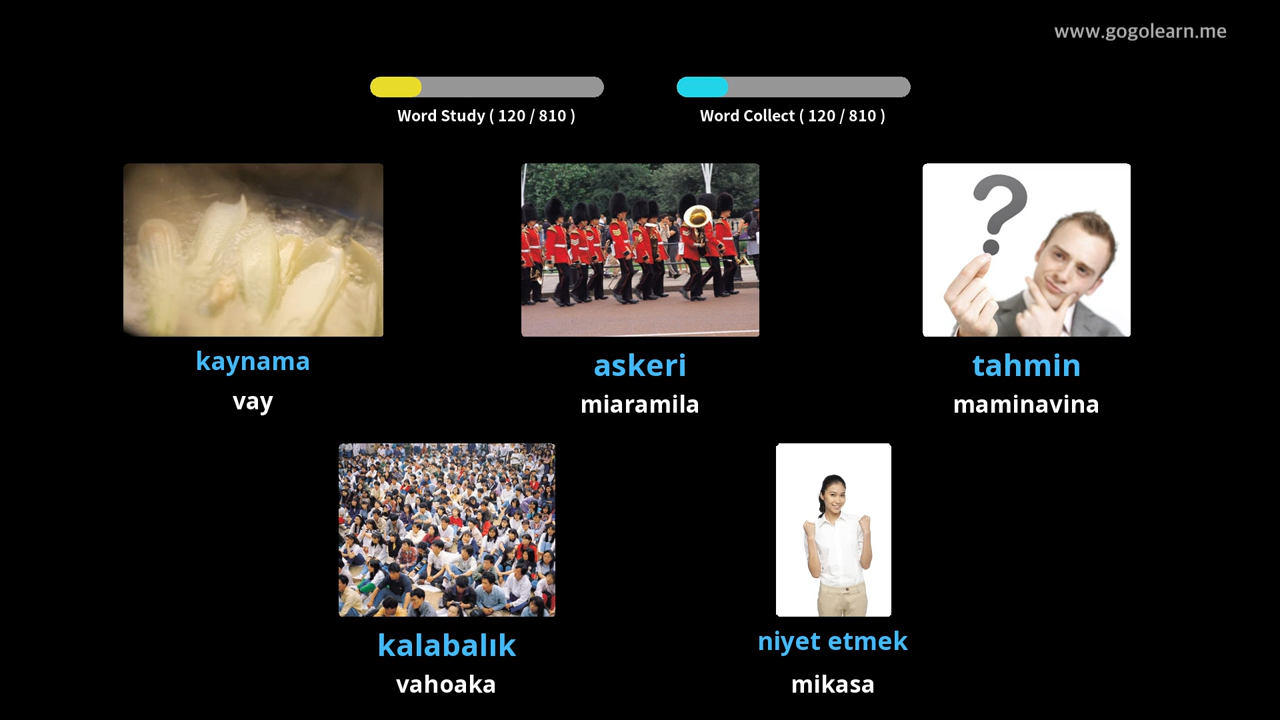 www.gogolearn.me
Word Study ( 120 / 810 )
Word Collect ( 120 / 810 )
kaynama
vay
askeri
miaramila
tahmin
maminavina
kalabalık
vahoaka
niyet etmek
mikasa